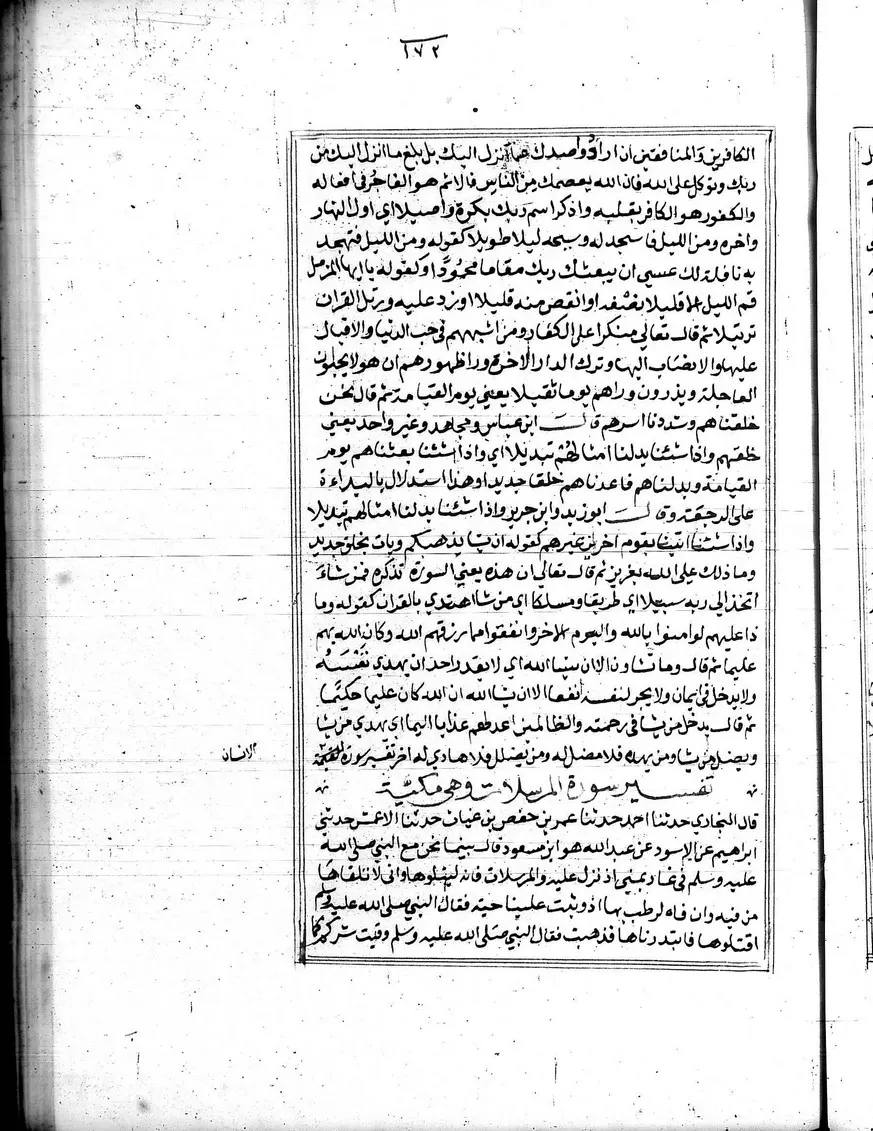 ١٧٢
الكافرين والمنافقين ان ارادوا صدك عما انزل اليك بل بلغ ما انزل اليك من
ربك وتوكل على الله فان الله يعصمك من الناس فالاثم هو الفاجر في افعاله
والكفور هو الكافر بقلبه واذكر اسم ربك بكرة واصيلا اي اول النهار
واخره ومن الليل فاسجد له وسبحه ليلا طويلا كقوله ومن الليل فتهجد
به نافلة لك عسى ان يبعثك ربك مقاما محمودا وكقوله يا ايها المزمل
قم الليل الا قليلا نصفه او انقص منه قليلا او زد عليه ورتل القران
ترتيلا ثم قال تعالى منكرا على الكفار ومن اشبههم في حب الدنيا والاقبال
عليها والانصباب اليها وترك الدار الاخرة ورا ظهورهم ان هولا يحبون
العاجلة ويذرون وراهم يوما ثقيلا يعني يوم القيامة ثم قال نحن
خلقناهم وشددنا اسرهم قال ابن عباس ومجاهد وغير واحد يعني
خلقهم واذا شئنا بدلنا امثالهم تبديلا اي واذا شئنا بعثناهم يوم
القيامة وبدلناهم فاعدناهم خلقا جديدا وهذا استدلال بالبداءة
على الرجعة وقال ابو زيد وابن جرير واذا شئنا بدلنا امثالهم تبديلا
واذا شئنا اتينا بقوم اخرين غيرهم كقوله ان يشا يذهبكم ويات بخلق جديد
وما ذلك على الله بعزيز ثم قال تعالى ان هذه يعني السورة تذكرة فمن شاء
اتخذ الى ربه سبيلا اي طريقا ومسلكا اي من شا اهتدى بالقران كقوله وما
ذا عليهم لو امنوا بالله واليوم الاخر وانفقوا مما رزقهم الله وكان الله بهم
عليما ثم قال وما تشاون الا ان يشا الله اي لا يقدر احد ان يهدي نفسه
ولا يدخل في ايمان ولا يجر لنفسه نفعا الا ان يشا الله ان الله كان عليما حكيما
ثم قال يدخل من يشا في رحمته والظالمين اعد لهم عذابا اليما اي يهدي من يشا
ويضل من يشا ومن يهده فلا مضل له ومن يضلل فلا هادي له اخر تفسير سورة
الانسان
تفسير سورة المرسلات وهي مكية
قال البخاري حدثنا احمد حدثنا عمر بن حفص بن غياث حدثنا الاعمش حدثني
ابراهيم عن الاسود عن عبد الله هو ابن مسعود قال بينما نحن مع النبي صلى الله
عليه وسلم في غار بمنى اذ نزل عليه والمرسلات فانه ليتلوها واني لاتلقاها
من فيه وان فاه لرطب بها اذ وثبت علينا حية فقال النبي صلى الله عليه وسلم
اقتلوها فابتدرناها فذهبت فقال النبي صلى الله عليه وسلم وقيت شركم كما